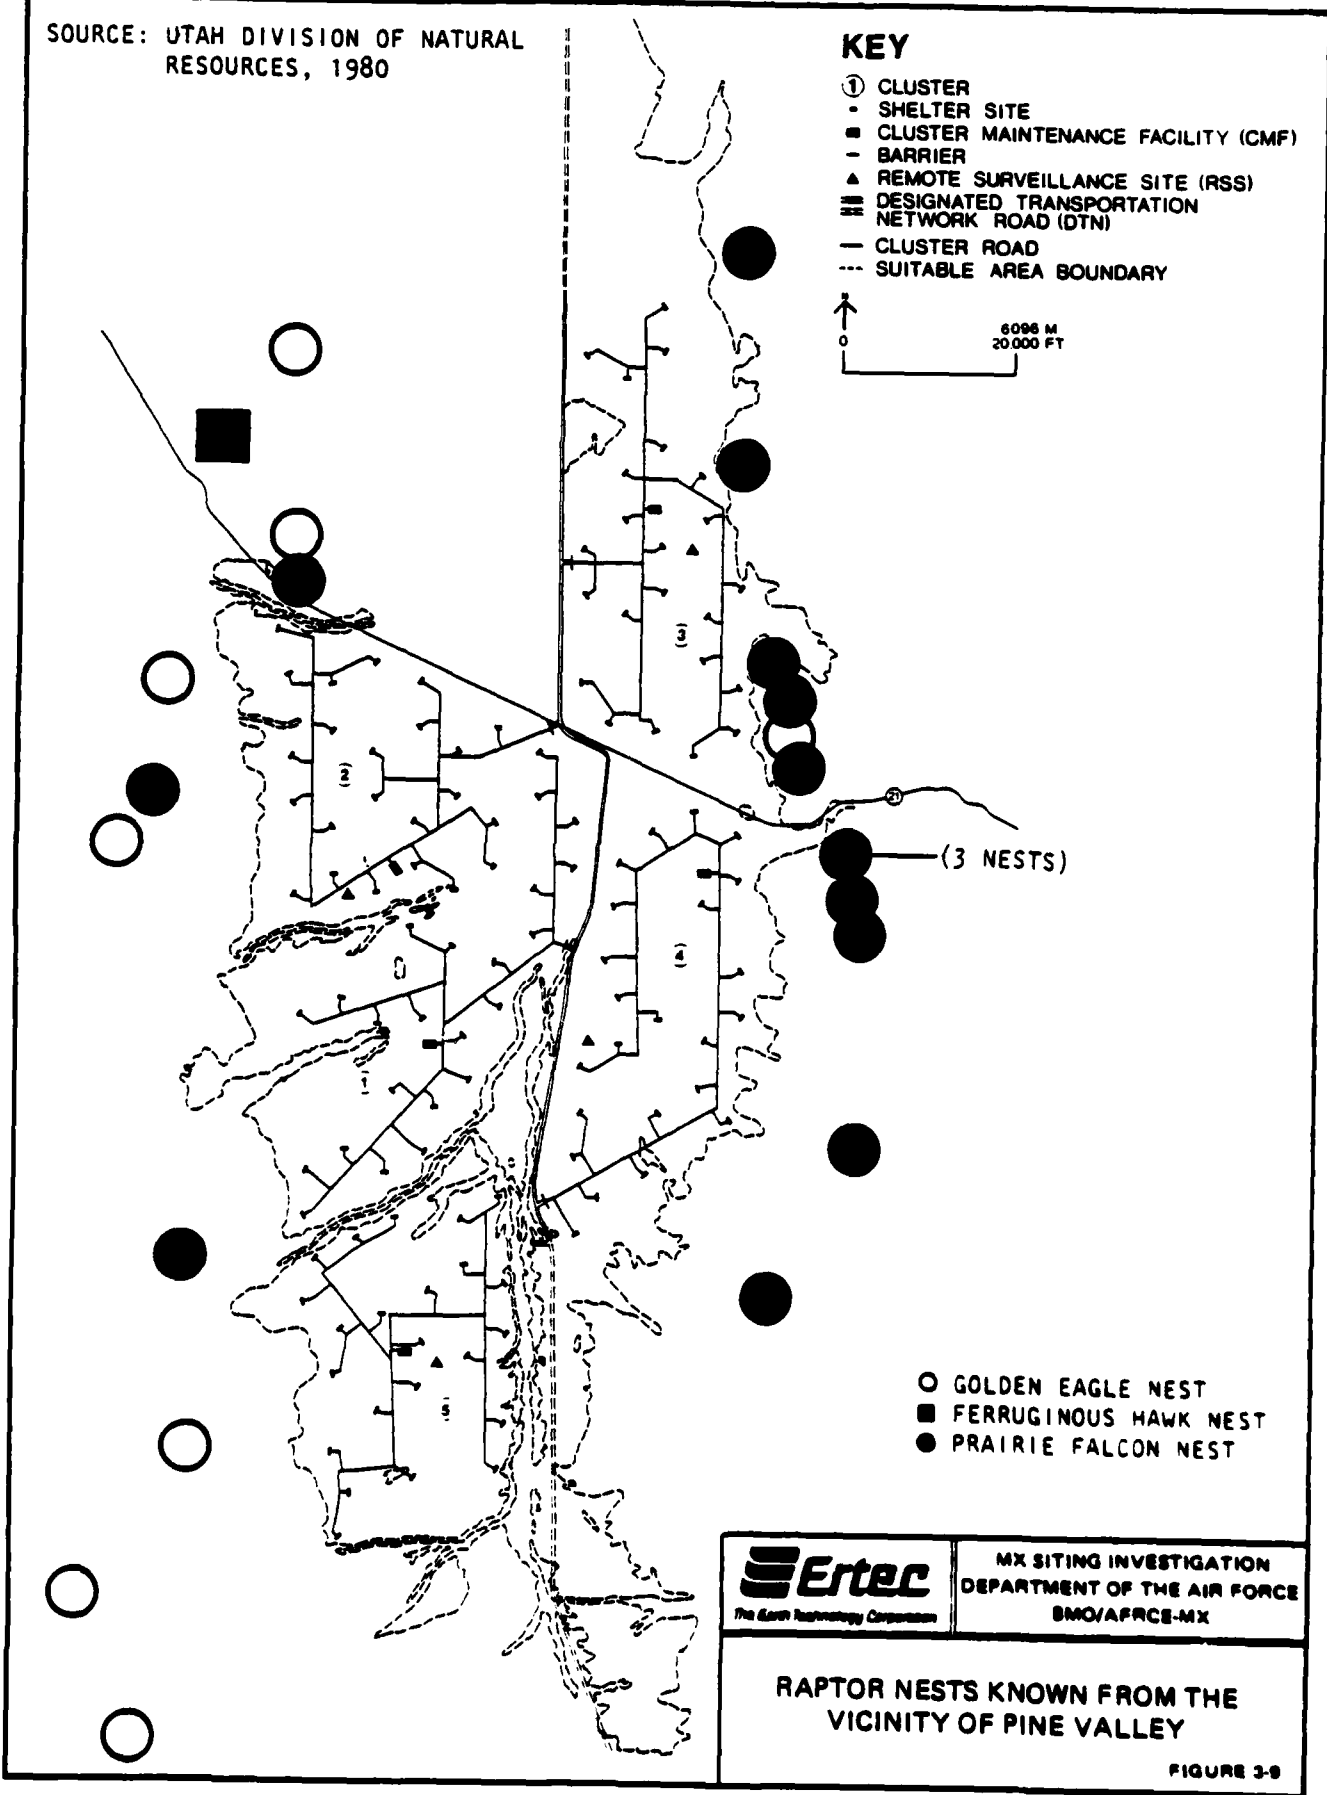 SOURCE: UTAH DIVISION OF NATURAL
RESOURCES, 1980
KEY
1 CLUSTER
SHELTER SITE
CLUSTER MAINTENANCE FACILITY (CMF)
BARRIER
REMOTE SURVEILLANCE SITE (RSS)
DESIGNATED TRANSPORTATION
NETWORK ROAD (DTN)
CLUSTER ROAD
SUITABLE AREA BOUNDARY
N
0
6096 M
20,000 FT
3
2
21
(3 NESTS)
4
1
5
GOLDEN EAGLE NEST
FERRUGINOUS HAWK NEST
PRAIRIE FALCON NEST
Ertec
The Earth Technology Corporation
MX SITING INVESTIGATION
DEPARTMENT OF THE AIR FORCE
BMO/AFRCE-MX
RAPTOR NESTS KNOWN FROM THE
VICINITY OF PINE VALLEY
FIGURE 3-9